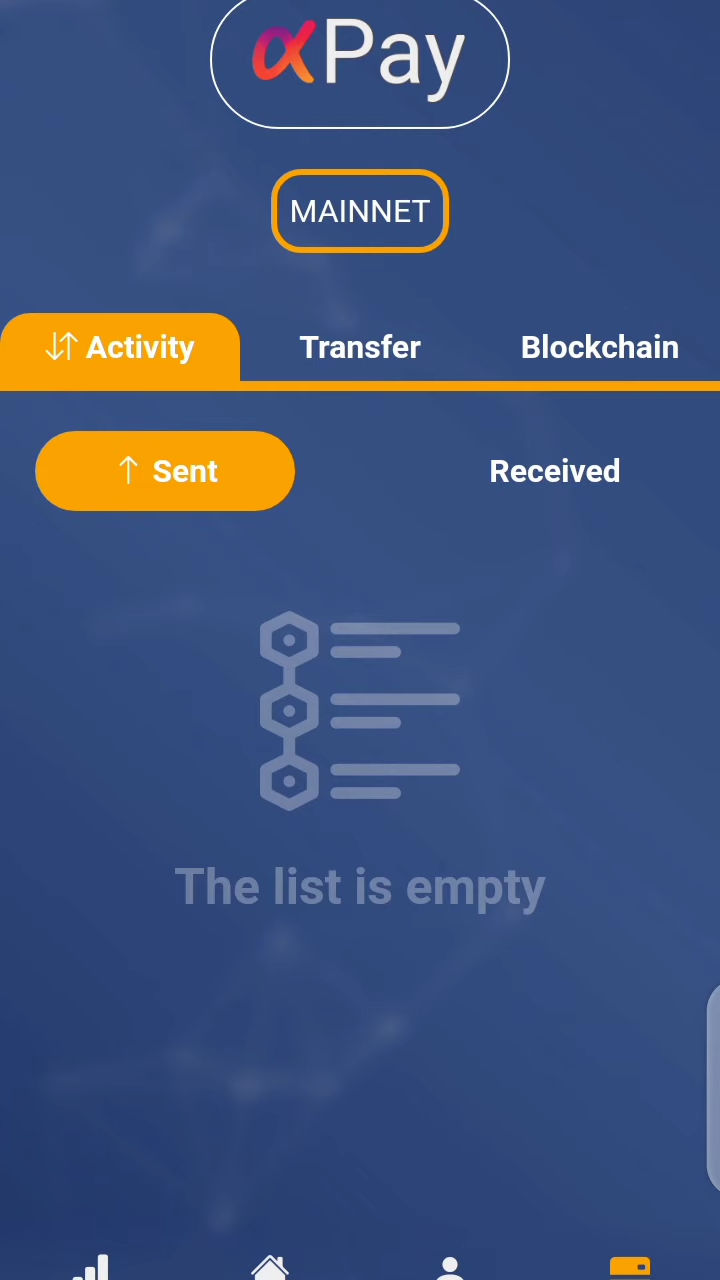 αPay
MAINNET
Activity Transfer Blockchain
Sent Received
The list is empty